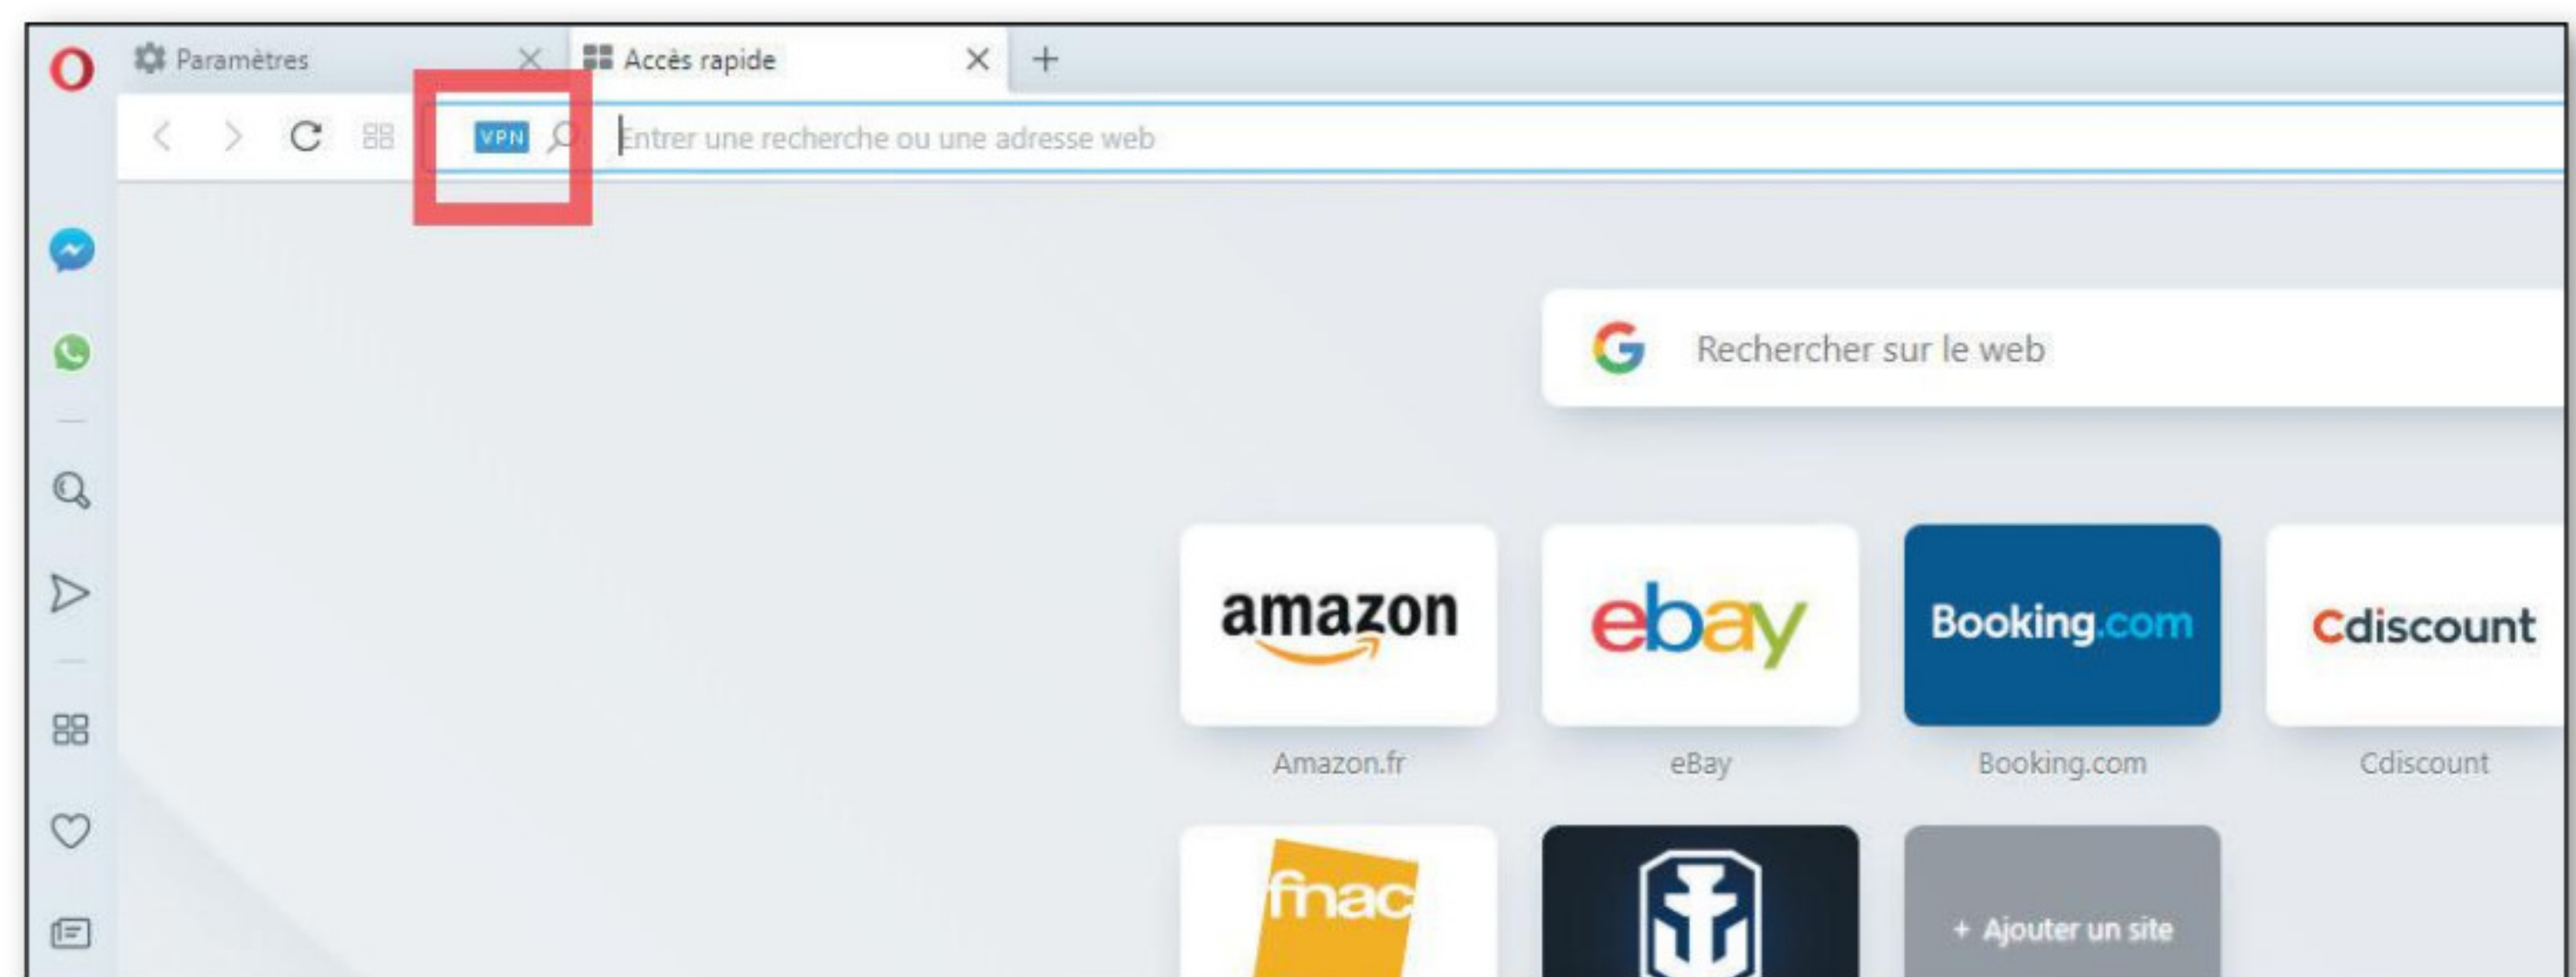 Paramètres
Accès rapide
VPN
Entrer une recherche ou une adresse web
Rechercher sur le web
amazon
ebay
Booking.com
Cdiscount
Amazon.fr
eBay
Booking.com
Cdiscount
fnac
+ Ajouter un site